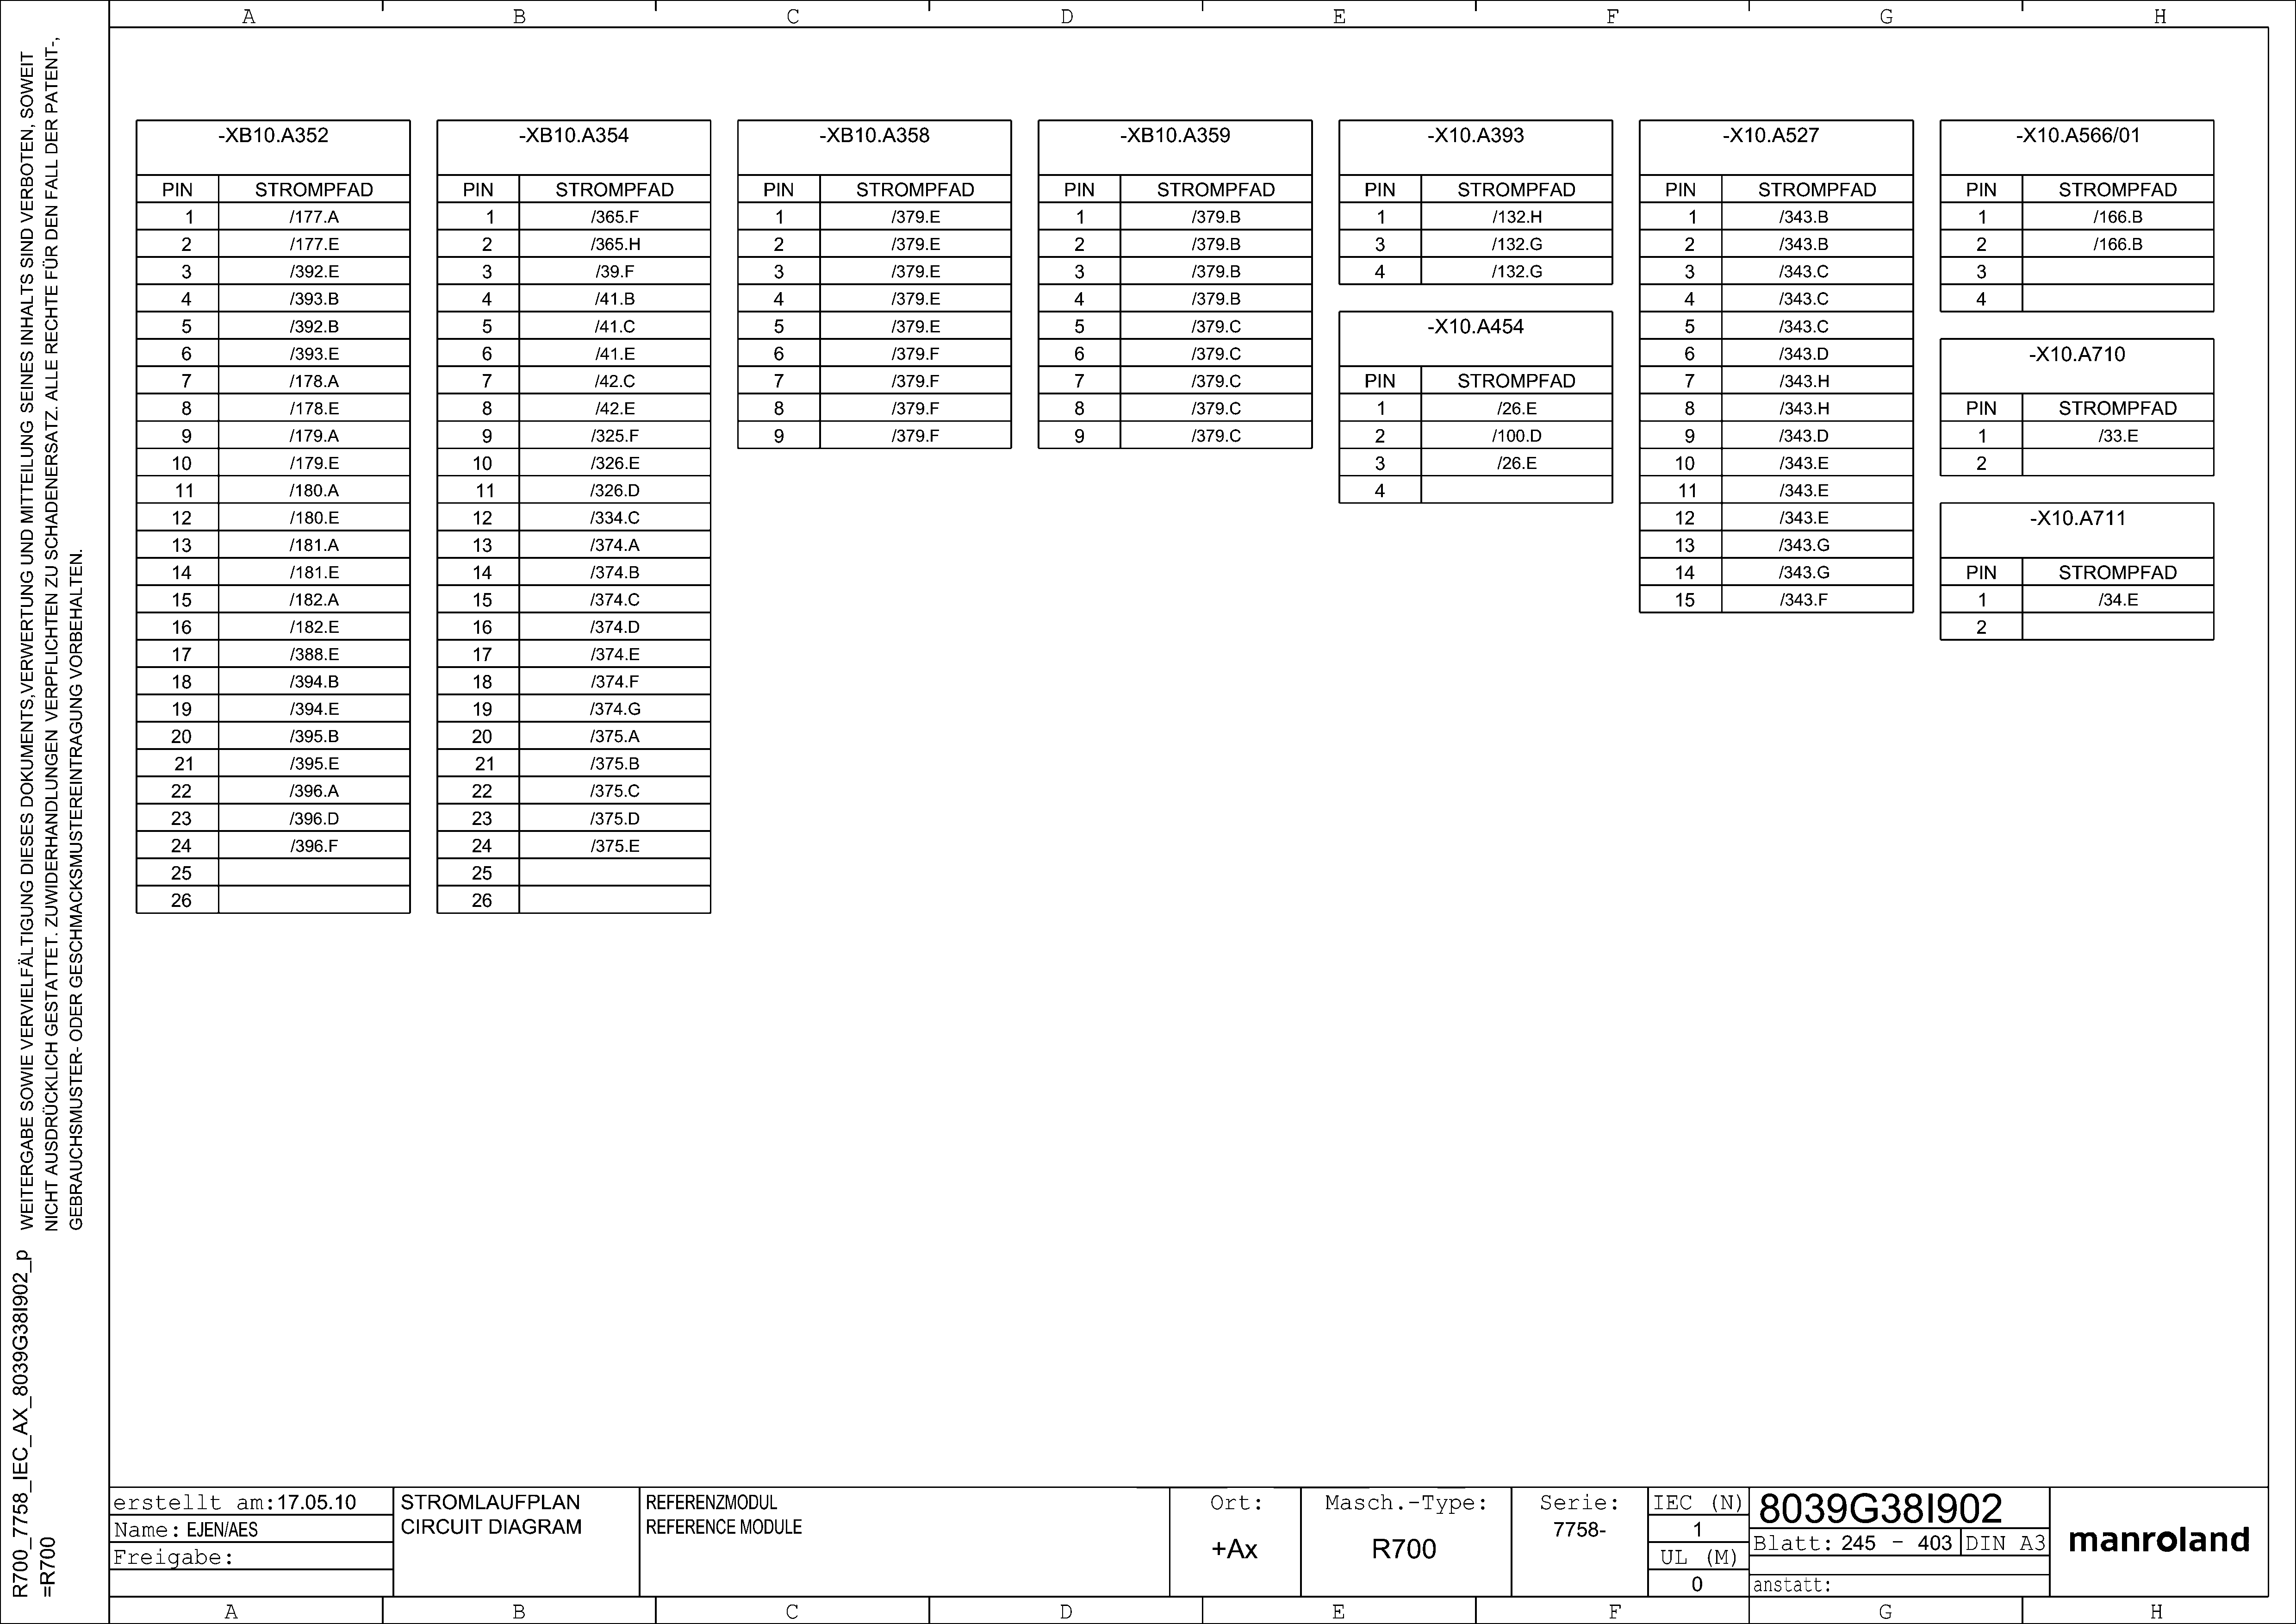 A B C D E F G H
WEITERGABE SOWIE VERVIELFÄLTIGUNG DIESES DOKUMENTS,VERWERTUNG UND MITTEILUNG SEINES INHALTS SIND VERBOTEN, SOWEIT
NICHT AUSDRÜCKLICH GESTATTET. ZUWIDERHANDLUNGEN VERPFLICHTEN ZU SCHADENERSATZ. ALLE RECHTE FÜR DEN FALL DER PATENT-,
GEBRAUCHSMUSTER- ODER GESCHMACKSMUSTEREINTRAGUNG VORBEHALTEN.
R700_7758_IEC_AX_8039G38I902_p
=R700
-XB10.A352
PIN STROMPFAD
1 /177.A
2 /177.E
3 /392.E
4 /393.B
5 /392.B
6 /393.E
7 /178.A
8 /178.E
9 /179.A
10 /179.E
11 /180.A
12 /180.E
13 /181.A
14 /181.E
15 /182.A
16 /182.E
17 /388.E
18 /394.B
19 /394.E
20 /395.B
21 /395.E
22 /396.A
23 /396.D
24 /396.F
25
26
-XB10.A354
PIN STROMPFAD
1 /365.F
2 /365.H
3 /39.F
4 /41.B
5 /41.C
6 /41.E
7 /42.C
8 /42.E
9 /325.F
10 /326.E
11 /326.D
12 /334.C
13 /374.A
14 /374.B
15 /374.C
16 /374.D
17 /374.E
18 /374.F
19 /374.G
20 /375.A
21 /375.B
22 /375.C
23 /375.D
24 /375.E
25
26
-XB10.A358
PIN STROMPFAD
1 /379.E
2 /379.E
3 /379.E
4 /379.E
5 /379.E
6 /379.F
7 /379.F
8 /379.F
9 /379.F
-XB10.A359
PIN STROMPFAD
1 /379.B
2 /379.B
3 /379.B
4 /379.B
5 /379.C
6 /379.C
7 /379.C
8 /379.C
9 /379.C
-X10.A393
PIN STROMPFAD
1 /132.H
3 /132.G
4 /132.G
-X10.A454
PIN STROMPFAD
1 /26.E
2 /100.D
3 /26.E
4
-X10.A527
PIN STROMPFAD
1 /343.B
2 /343.B
3 /343.C
4 /343.C
5 /343.C
6 /343.D
7 /343.H
8 /343.H
9 /343.D
10 /343.E
11 /343.E
12 /343.E
13 /343.G
14 /343.G
15 /343.F
-X10.A566/01
PIN STROMPFAD
1 /166.B
2 /166.B
3
4
-X10.A710
PIN STROMPFAD
1 /33.E
2
-X10.A711
PIN STROMPFAD
1 /34.E
2
erstellt am:17.05.10
Name: EJEN/AES
Freigabe:
STROMLAUFPLAN
CIRCUIT DIAGRAM
REFERENZMODUL
REFERENCE MODULE
Ort:
+Ax
Masch.-Type:
R700
Serie:
7758-
IEC (N)
1
UL (M)
0
8039G38I902
Blatt: 245 - 403 DIN A3
anstatt:
manroland
A B C D E F G H